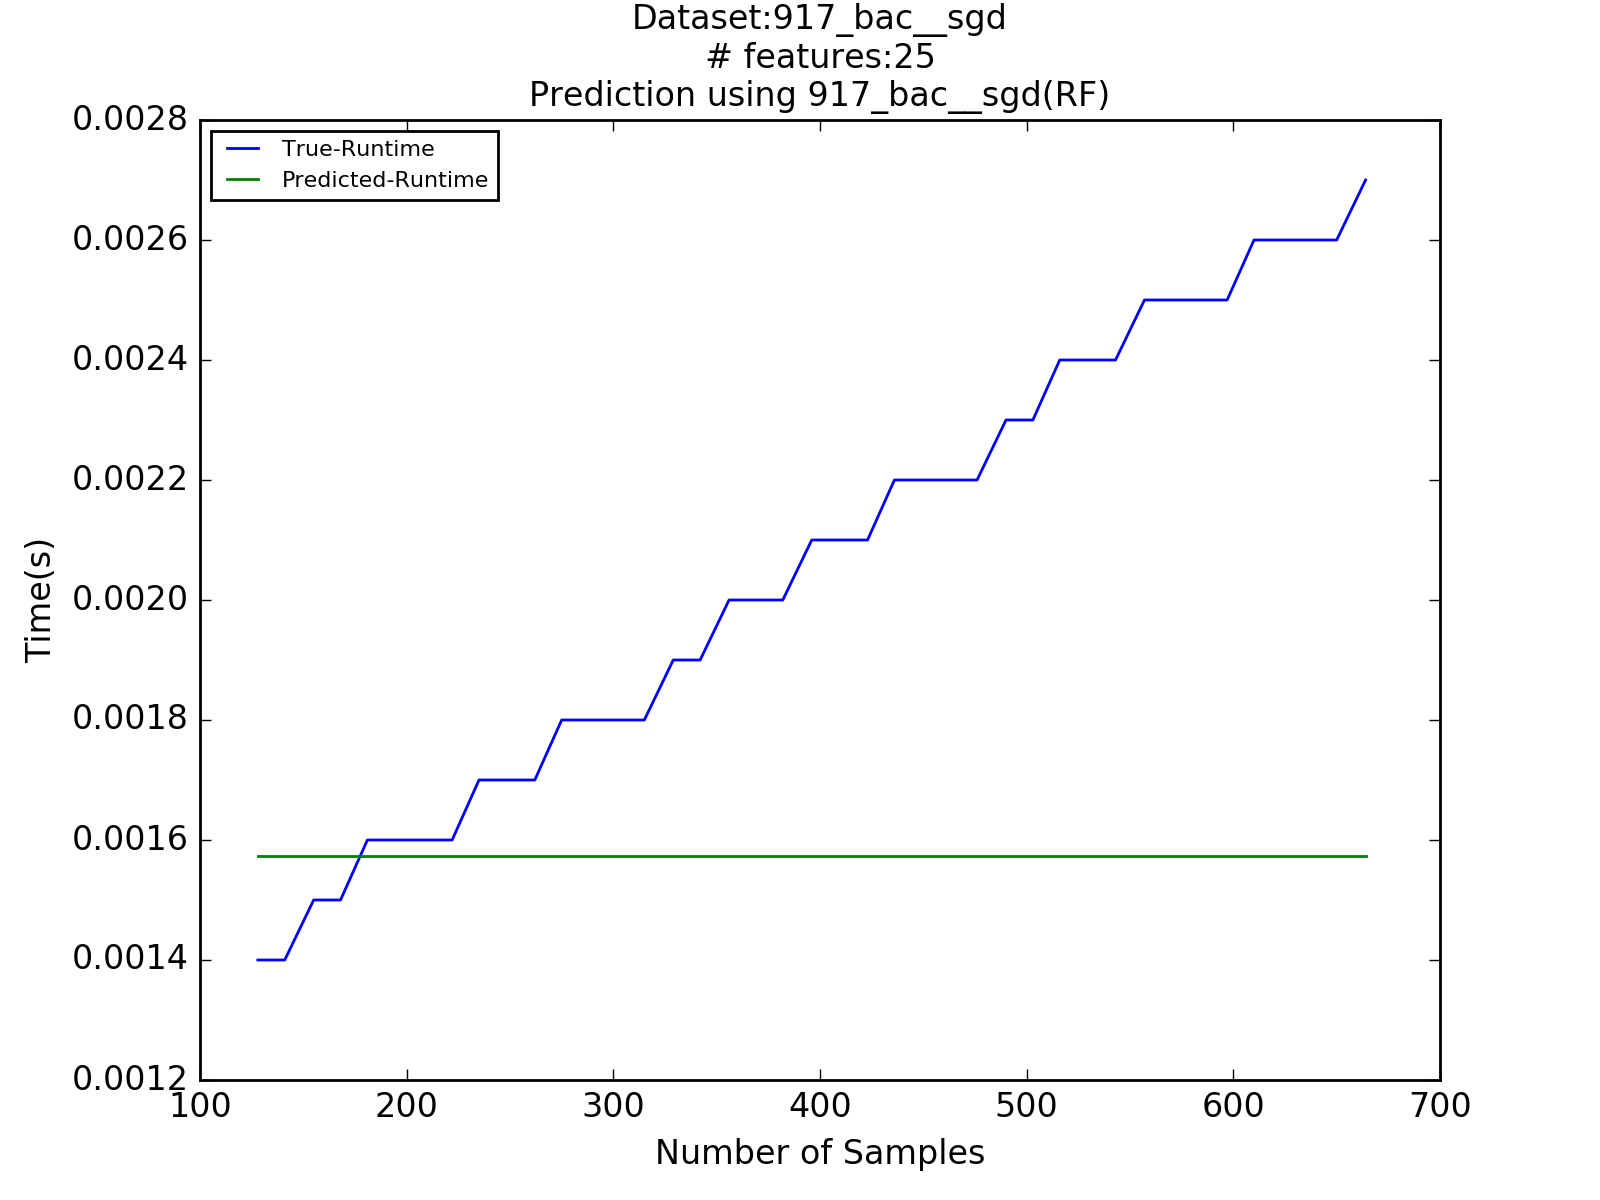 Dataset:917_bac__sgd
# features:25
Prediction using 917_bac__sgd(RF)
True-Runtime
Predicted-Runtime
0.0028
0.0026
0.0024
0.0022
0.0020
0.0018
0.0016
0.0014
0.0012
Time(s)
100 200 300 400 500 600 700
Number of Samples